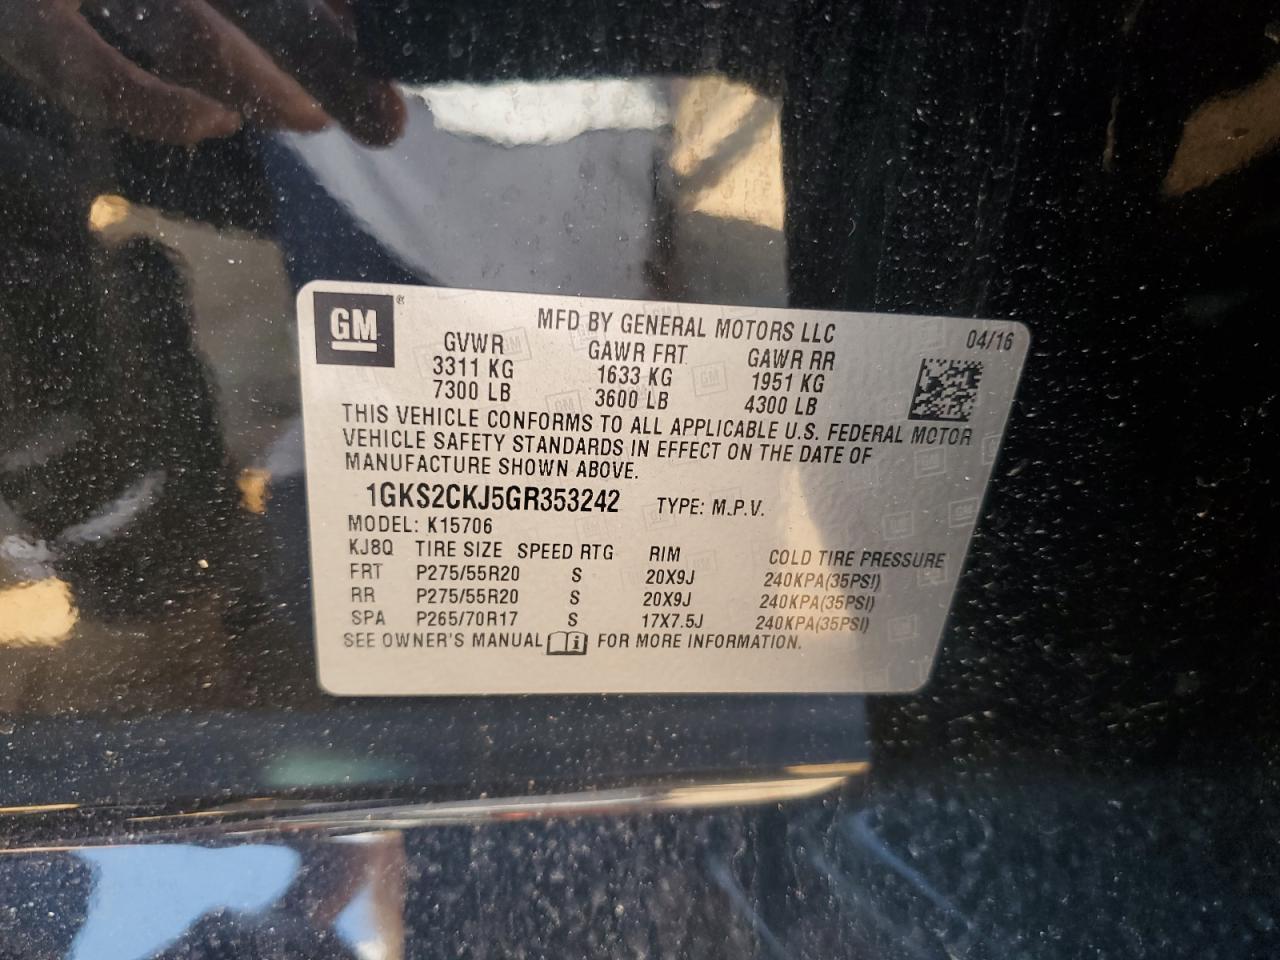 GM ®
MFD BY GENERAL MOTORS LLC 04/16
GVWR GAWR FRT GAWR RR
3311 KG 1633 KG 1951 KG
7300 LB 3600 LB 4300 LB
THIS VEHICLE CONFORMS TO ALL APPLICABLE U.S. FEDERAL MOTOR
VEHICLE SAFETY STANDARDS IN EFFECT ON THE DATE OF
MANUFACTURE SHOWN ABOVE.
1GKS2CKJ5GR353242 TYPE: M.P.V.
MODEL: K15706
KJ8Q TIRE SIZE SPEED RTG RIM COLD TIRE PRESSURE
FRT P275/55R20 S 20X9J 240KPA(35PSI)
RR P275/55R20 S 20X9J 240KPA(35PSI)
SPA P265/70R17 S 17X7.5J 240KPA(35PSI)
SEE OWNER'S MANUAL i FOR MORE INFORMATION.